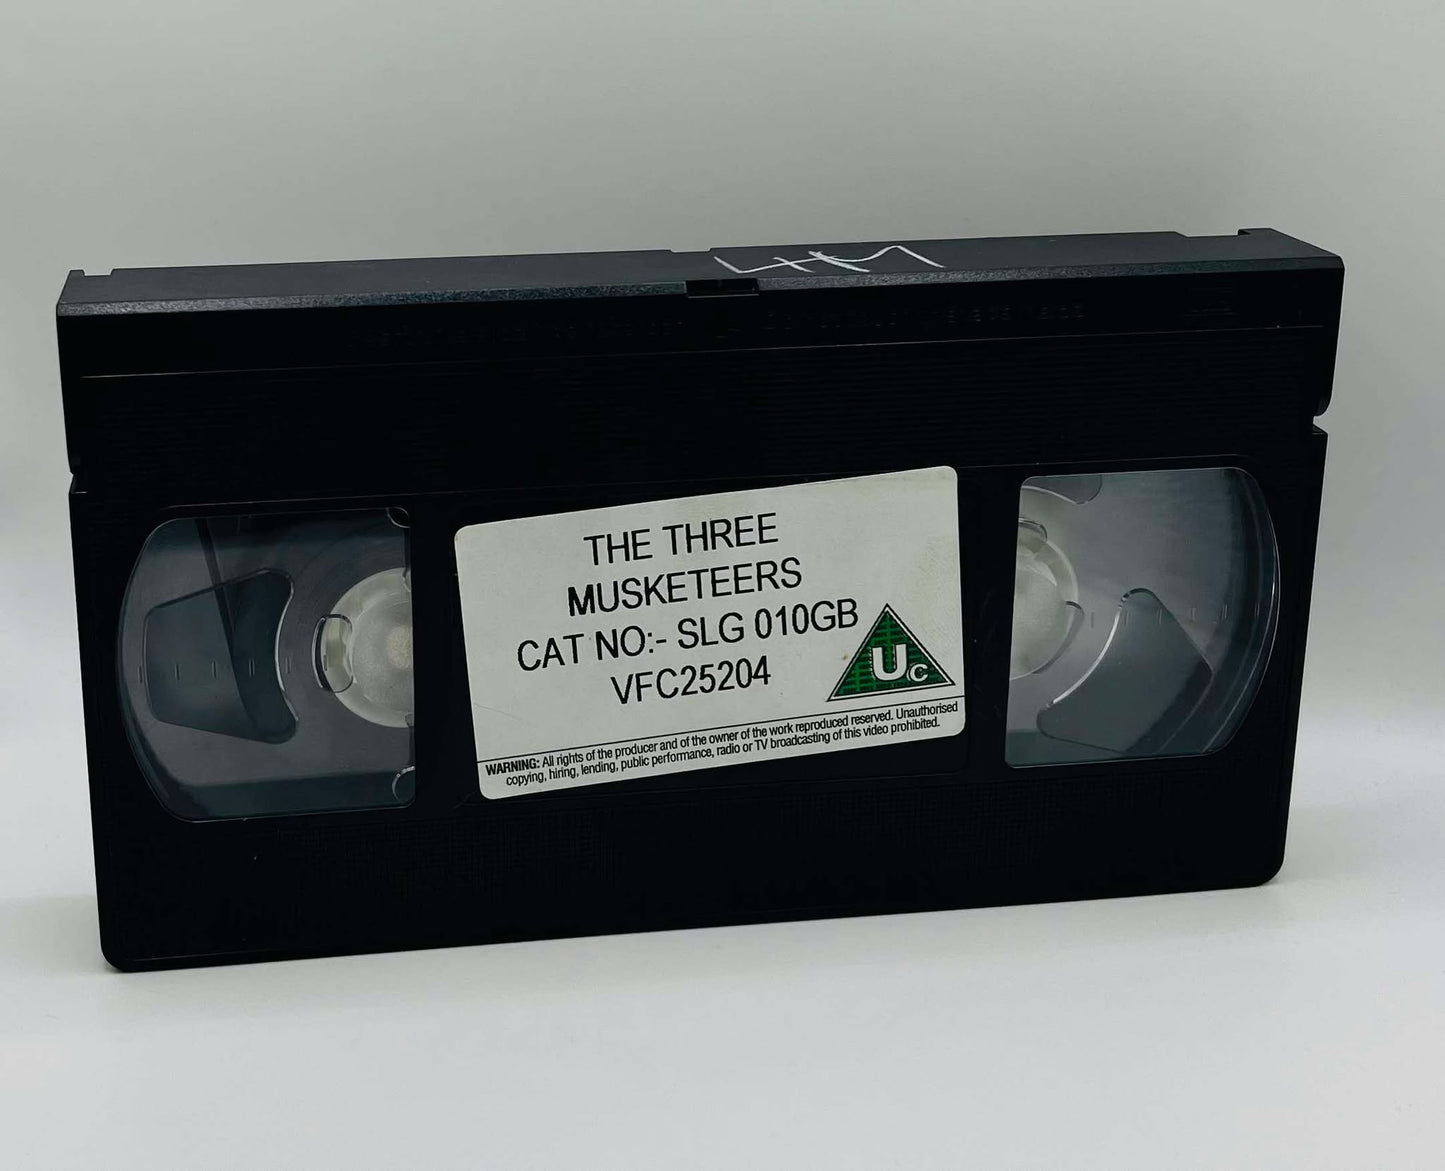 THE THREE
MUSKETEERS
CAT NO:- SLG 010GB
VFC25204
Uc
WARNING: All rights of the producer and of the owner of the work reproduced reserved. Unauthorised
copying, hiring, lending, public performance, radio or TV broadcasting of this video prohibited.